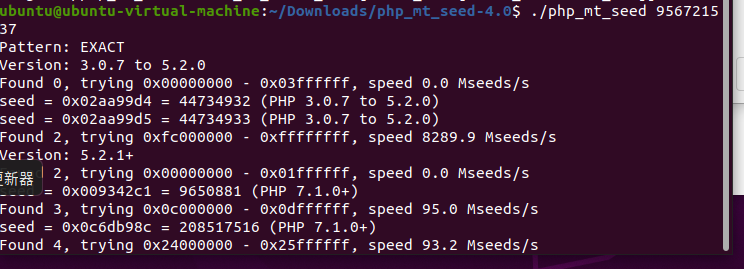 ubuntu@ubuntu-virtual-machine:~/Downloads/php_mt_seed-4.0$ ./php_mt_seed 9567215
37
Pattern: EXACT
Version: 3.0.7 to 5.2.0
Found 0, trying 0x00000000 - 0x03ffffff, speed 0.0 Mseeds/s
seed = 0x02aa99d4 = 44734932 (PHP 3.0.7 to 5.2.0)
seed = 0x02aa99d5 = 44734933 (PHP 3.0.7 to 5.2.0)
Found 2, trying 0xfc000000 - 0xffffffff, speed 8289.9 Mseeds/s
Version: 5.2.1+
2, trying 0x00000000 - 0x01ffffff, speed 0.0 Mseeds/s
更新器
= 0x009342c1 = 9650881 (PHP 7.1.0+)
Found 3, trying 0x0c000000 - 0x0dffffff, speed 95.0 Mseeds/s
seed = 0x0c6db98c = 208517516 (PHP 7.1.0+)
Found 4, trying 0x24000000 - 0x25ffffff, speed 93.2 Mseeds/s